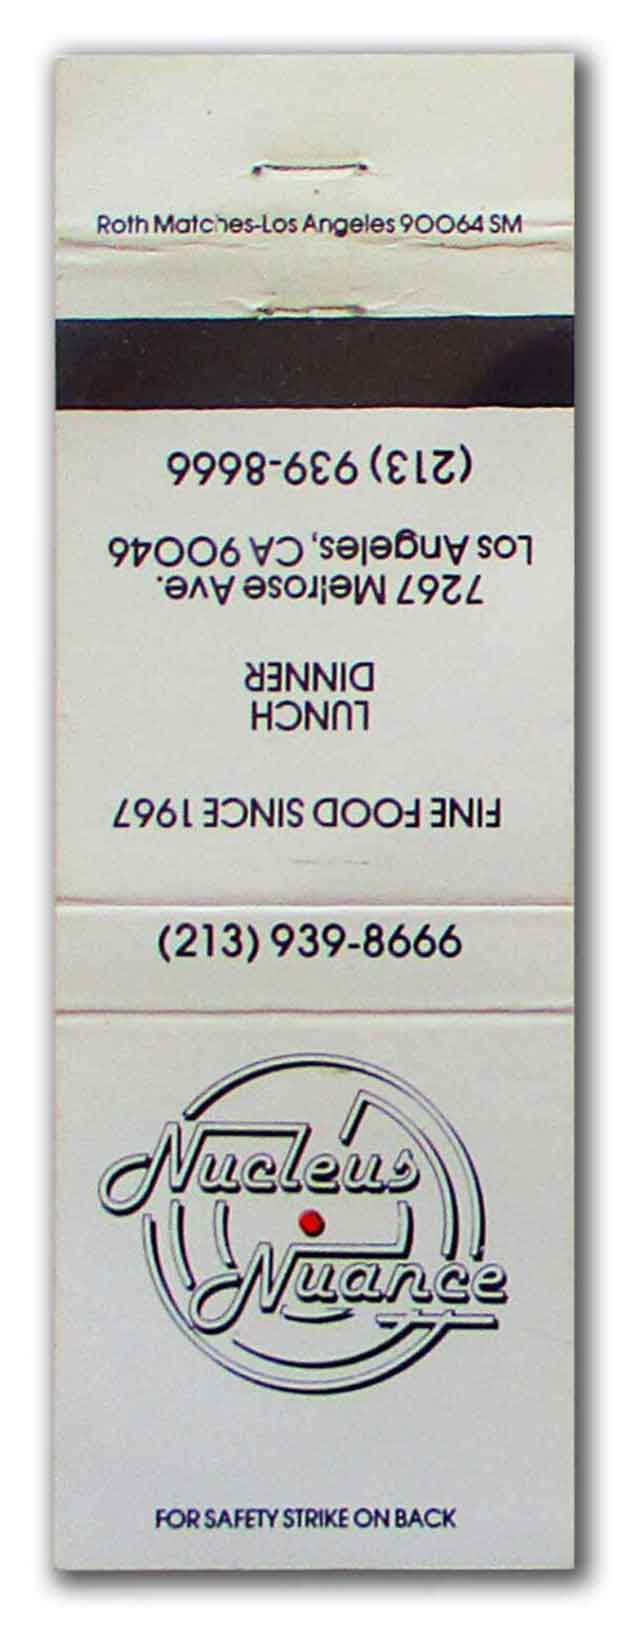 Roth Matches-Los Angeles 90064 SM
FINE FOOD SINCE 1967
LUNCH
DINNER
7267 Melrose Ave.
Los Angeles, CA 90046
(213) 939-8666
(213) 939-8666
Nucleus
Nuance
FOR SAFETY STRIKE ON BACK